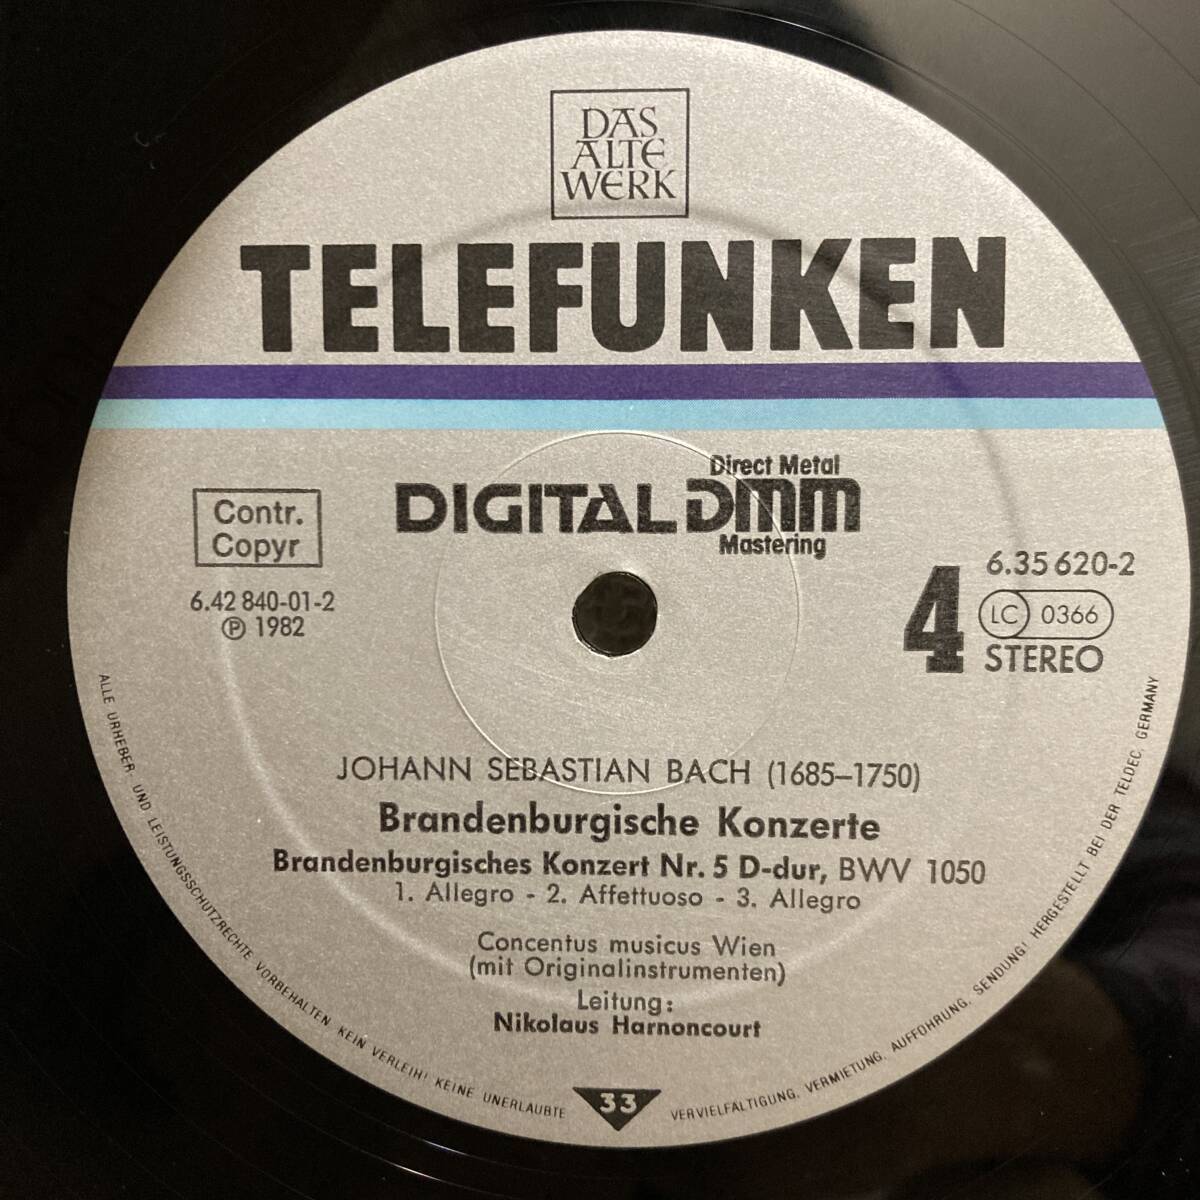 DAS
ALTE
WERK
TELEFUNKEN
Direct Metal
DIGITAL DMM
Mastering
Contr.
Copyr
6.42 840-01-2
Ⓟ 1982
4
6.35 620-2
LC 0366
STEREO
JOHANN SEBASTIAN BACH (1685–1750)
Brandenburgische Konzerte
Brandenburgisches Konzert Nr. 5 D-dur, BWV 1050
1. Allegro - 2. Affettuoso - 3. Allegro
Concentus musicus Wien
(mit Originalinstrumenten)
Leitung:
Nikolaus Harnoncourt
33
ALLE URHEBER- UND LEISTUNGSSCHUTZRECHTE VORBEHALTEN KEIN VERLEIH! KEINE UNERLAUBTE VERVIELFÄLTIGUNG, VERMIETUNG, AUFFÜHRUNG, SENDUNG! HERGESTELLT BEI DER TELDEC, GERMANY